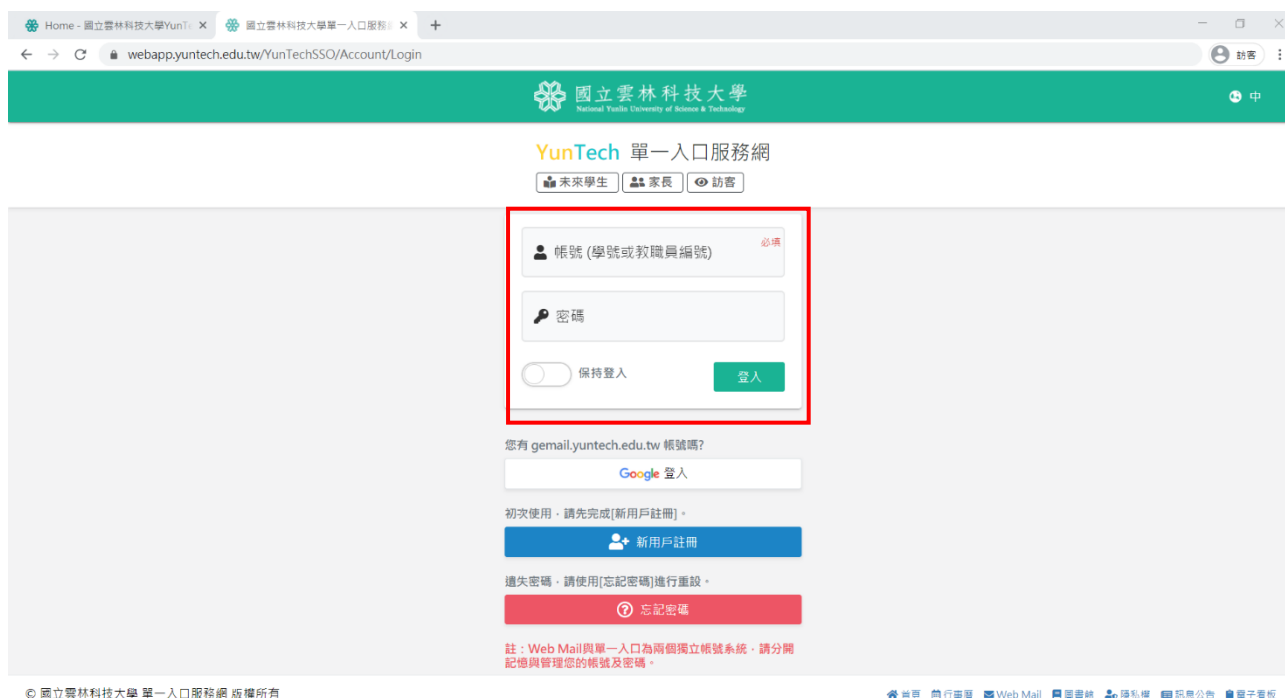 Home - 國立雲林科技大學YunTe
國立雲林科技大學單一入口服務
webapp.yuntech.edu.tw/YunTechSSO/Account/Login
訪客
國立雲林科技大學
National Yunlin University of Science & Technology
中
YunTech 單一入口服務網
未來學生 家長 訪客
帳號 (學號或教職員編號) 必填
密碼
保持登入 登入
您有 gemail.yuntech.edu.tw 帳號嗎?
Google 登入
初次使用，請先完成[新用戶註冊]。
新用戶註冊
遺失密碼，請使用[忘記密碼]進行重設。
忘記密碼
註：Web Mail與單一入口為兩個獨立帳號系統，請分開
記憶與管理您的帳號及密碼。
© 國立雲林科技大學 單一入口服務網 版權所有
首頁 行事曆 Web Mail 圖書館 隱私權 訊息公告 電子看板